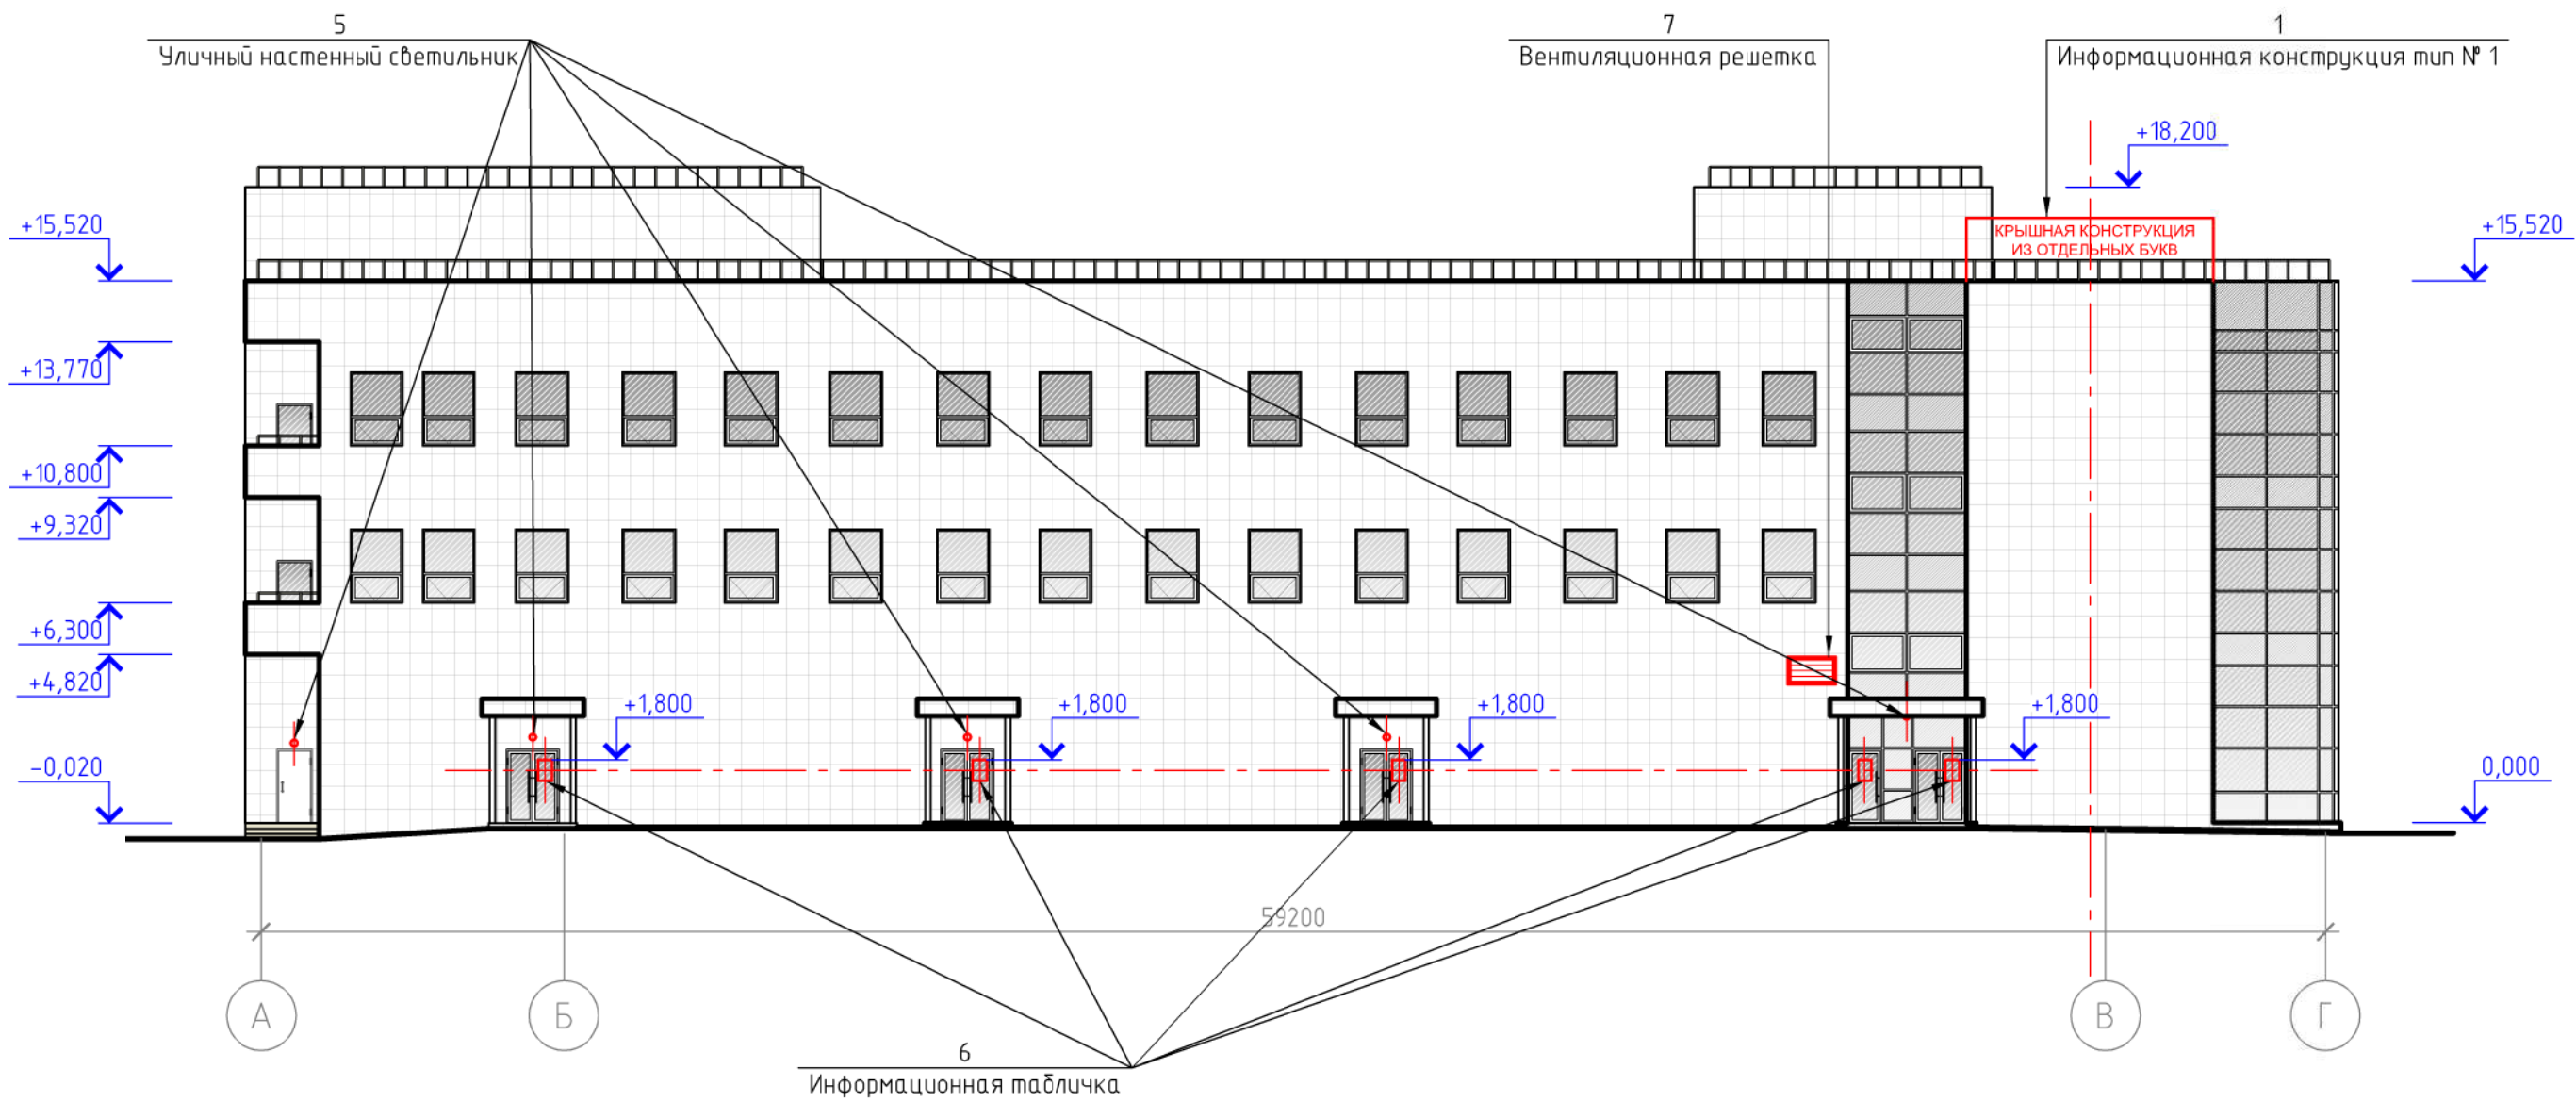 5
Уличный настенный светильник
7
Вентиляционная решетка
1
Информационная конструкция тип № 1
+18,200
+15,520
КРЫШНАЯ КОНСТРУКЦИЯ
ИЗ ОТДЕЛЬНЫХ БУКВ
+15,520
+13,770
+10,800
+9,320
+6,300
+4,820
+1,800
+1,800
+1,800
+1,800
-0,020
0,000
59200
А
Б
В
Г
6
Информационная табличка